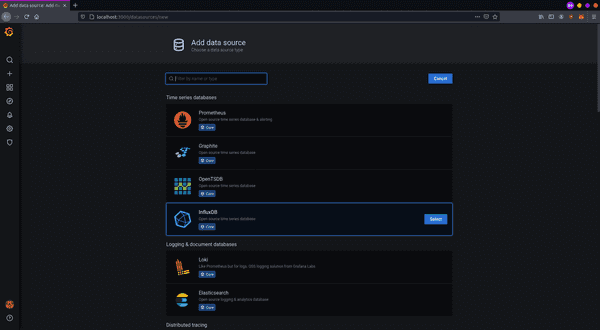 Add data source: Add da
localhost:3000/datasources/new
Add data source
Choose a data source type
Filter by name or type
Cancel
Time series databases
Prometheus
Open source time series database & alerting
Core
Graphite
Open source time series database
Core
OpenTSDB
Open source time series database
Core
InfluxDB
Open source time series database
Core
Select
Logging & document databases
Loki
Like Prometheus but for logs. OSS logging solution from Grafana Labs
Core
Elasticsearch
Open source logging & analytics database
Core
Distributed tracing